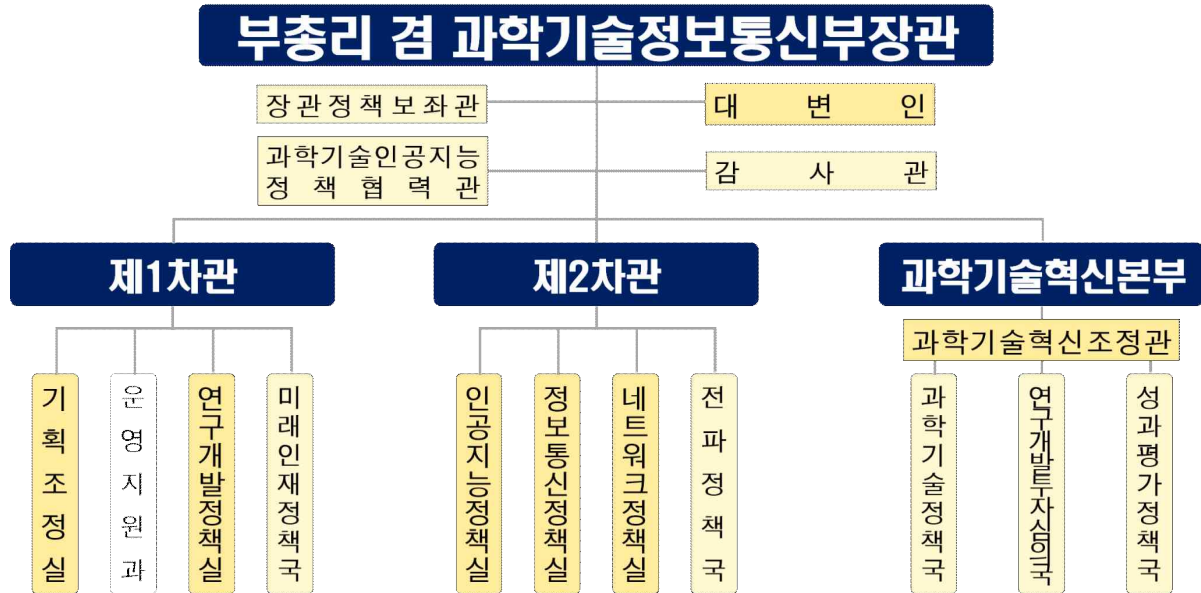 부총리 겸 과학기술정보통신부장관
장관정책보좌관
대변인
과학기술인공지능
정책협력관
감사관
제1차관
제2차관
과학기술혁신본부
과학기술혁신조정관
기획조정실
운영지원과
연구개발정책실
미래인재정책국
인공지능정책실
정보통신정책실
네트워크정책실
전파정책국
과학기술정책국
연구개발투자심의국
성과평가정책국